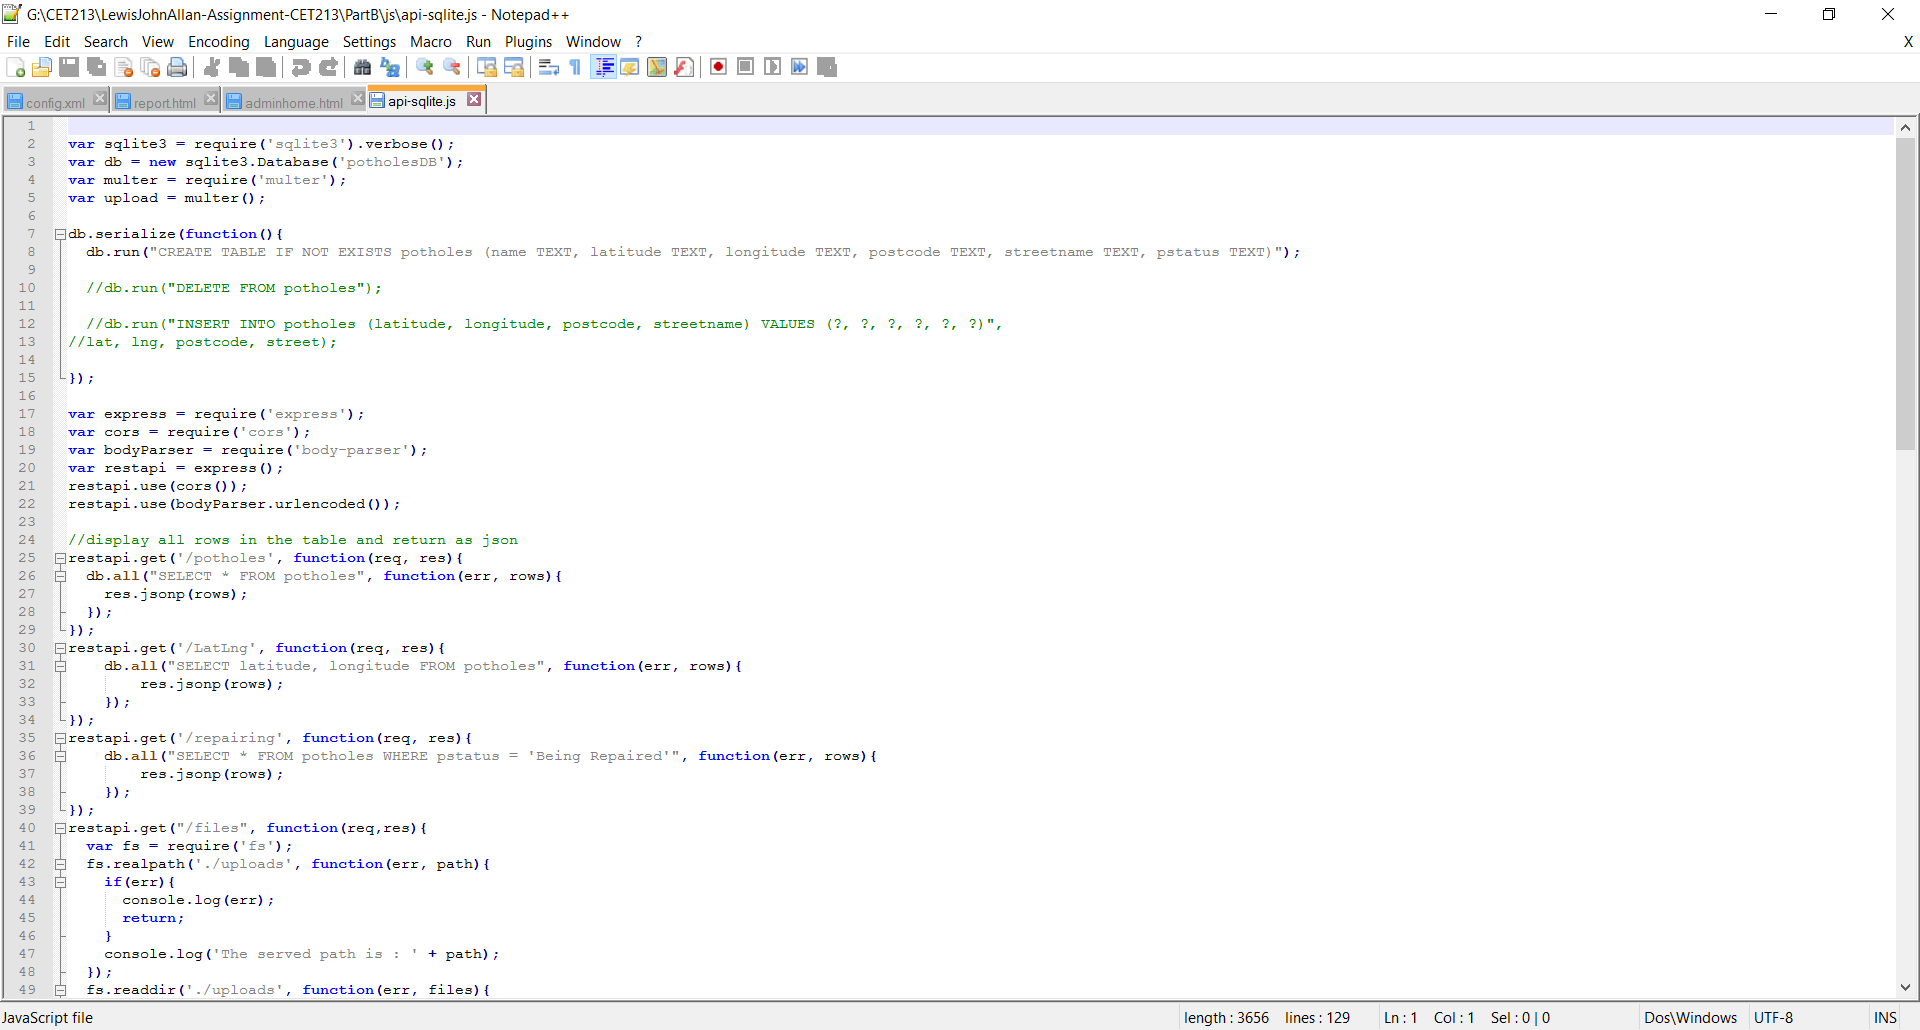 G:\CET213\LewisJohnAllan-Assignment-CET213\PartB\js\api-sqlite.js - Notepad++
File Edit Search View Encoding Language Settings Macro Run Plugins Window ? X
config.xml report.html adminhome.html api-sqlite.js
1
2 var sqlite3 = require('sqlite3').verbose();
3 var db = new sqlite3.Database('potholesDB');
4 var multer = require('multer');
5 var upload = multer();
6
7 db.serialize(function(){
8 db.run("CREATE TABLE IF NOT EXISTS potholes (name TEXT, latitude TEXT, longitude TEXT, postcode TEXT, streetname TEXT, pstatus TEXT)");
9
10 //db.run("DELETE FROM potholes");
11
12 //db.run("INSERT INTO potholes (latitude, longitude, postcode, streetname) VALUES (?, ?, ?, ?, ?, ?)",
13 //lat, lng, postcode, street);
14
15 });
16
17 var express = require('express');
18 var cors = require('cors');
19 var bodyParser = require('body-parser');
20 var restapi = express();
21 restapi.use(cors());
22 restapi.use(bodyParser.urlencoded());
23
24 //display all rows in the table and return as json
25 restapi.get('/potholes', function(req, res){
26 db.all("SELECT * FROM potholes", function(err, rows){
27 res.jsonp(rows);
28 });
29 });
30 restapi.get('/LatLng', function(req, res){
31 db.all("SELECT latitude, longitude FROM potholes", function(err, rows){
32 res.jsonp(rows);
33 });
34 });
35 restapi.get('/repairing', function(req, res){
36 db.all("SELECT * FROM potholes WHERE pstatus = 'Being Repaired'", function(err, rows){
37 res.jsonp(rows);
38 });
39 });
40 restapi.get("/files", function(req,res){
41 var fs = require('fs');
42 fs.realpath('./uploads', function(err, path){
43 if(err){
44 console.log(err);
45 return;
46 }
47 console.log('The served path is : ' + path);
48 });
49 fs.readdir('./uploads', function(err, files){
JavaScript file length : 3656 lines : 129 Ln : 1 Col : 1 Sel : 0 | 0 Dos\Windows UTF-8 INS